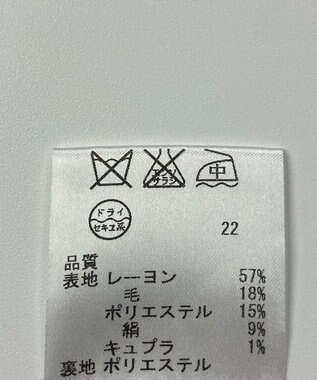 エンソ
サラシ
中
ドライ
セキユ系
22
品質
表地 レーヨン 57%
毛 18%
ポリエステル 15%
絹 9%
キュプラ 1%
裏地 ポリエステル